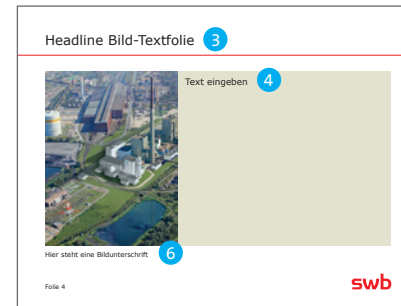 Headline Bild-Textfolie 3
Text eingeben 4
Hier steht eine Bildunterschrift 6
Folie 4
swb